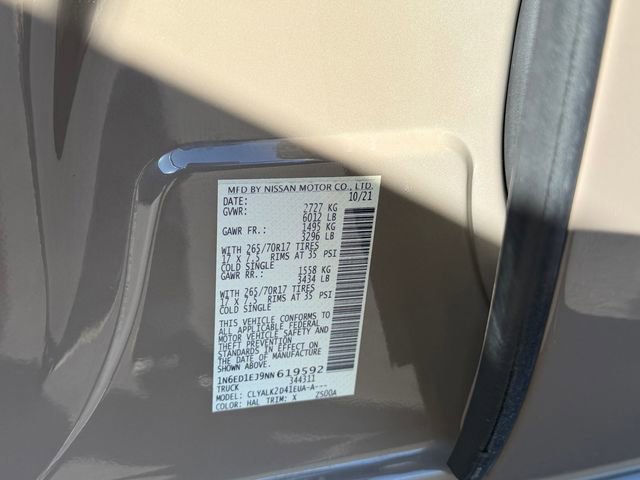 MFD BY NISSAN MOTOR CO., LTD.
DATE: 10/21
GVWR: 2727 KG
6012 LB
GAWR FR.: 1495 KG
3296 LB
WITH 265/70R17 TIRES
17 X 7.5 RIMS AT 35 PSI
COLD SINGLE
GAWR RR.: 1558 KG
3434 LB
WITH 265/70R17 TIRES
17 X 7.5 RIMS AT 35 PSI
COLD SINGLE
THIS VEHICLE CONFORMS TO
ALL APPLICABLE FEDERAL
MOTOR VEHICLE SAFETY AND
THEFT PREVENTION
STANDARDS IN EFFECT ON
THE DATE OF MANUFACTURE
SHOWN ABOVE.
1N6ED1EJ9NN619592
TRUCK 344311
MODEL: CLYALK2D41EUA-A---
COLOR: HAL TRIM: X ZS00A